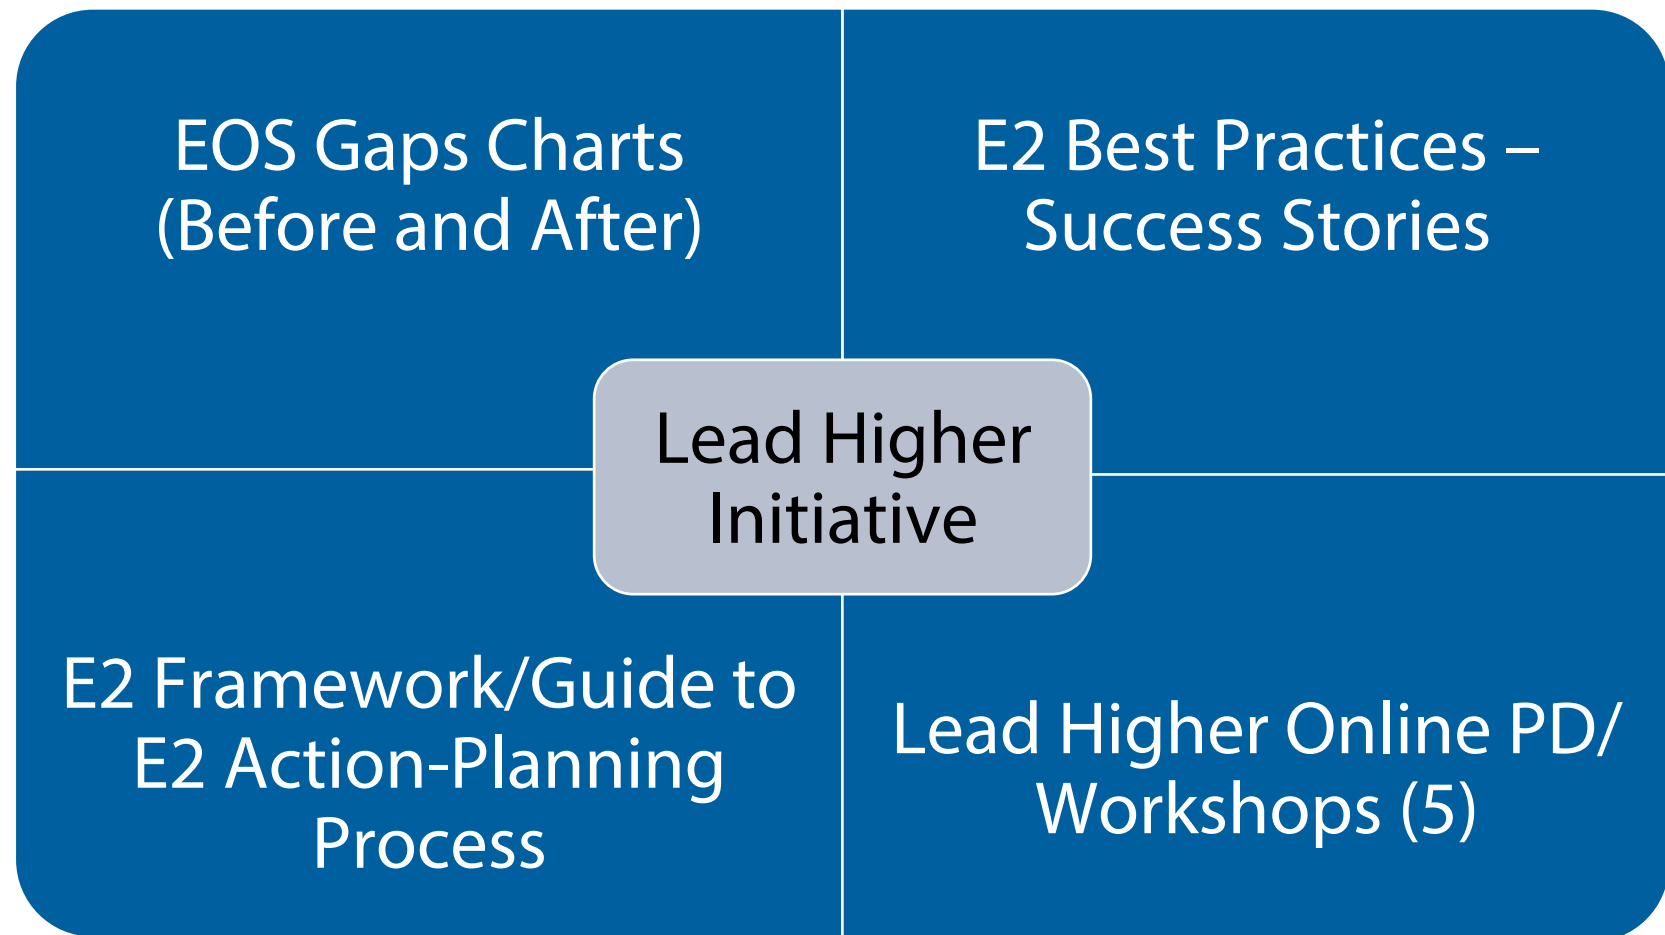 EOS Gaps Charts
(Before and After)
E2 Best Practices –
Success Stories
Lead Higher
Initiative
E2 Framework/Guide to
E2 Action-Planning
Process
Lead Higher Online PD/
Workshops (5)